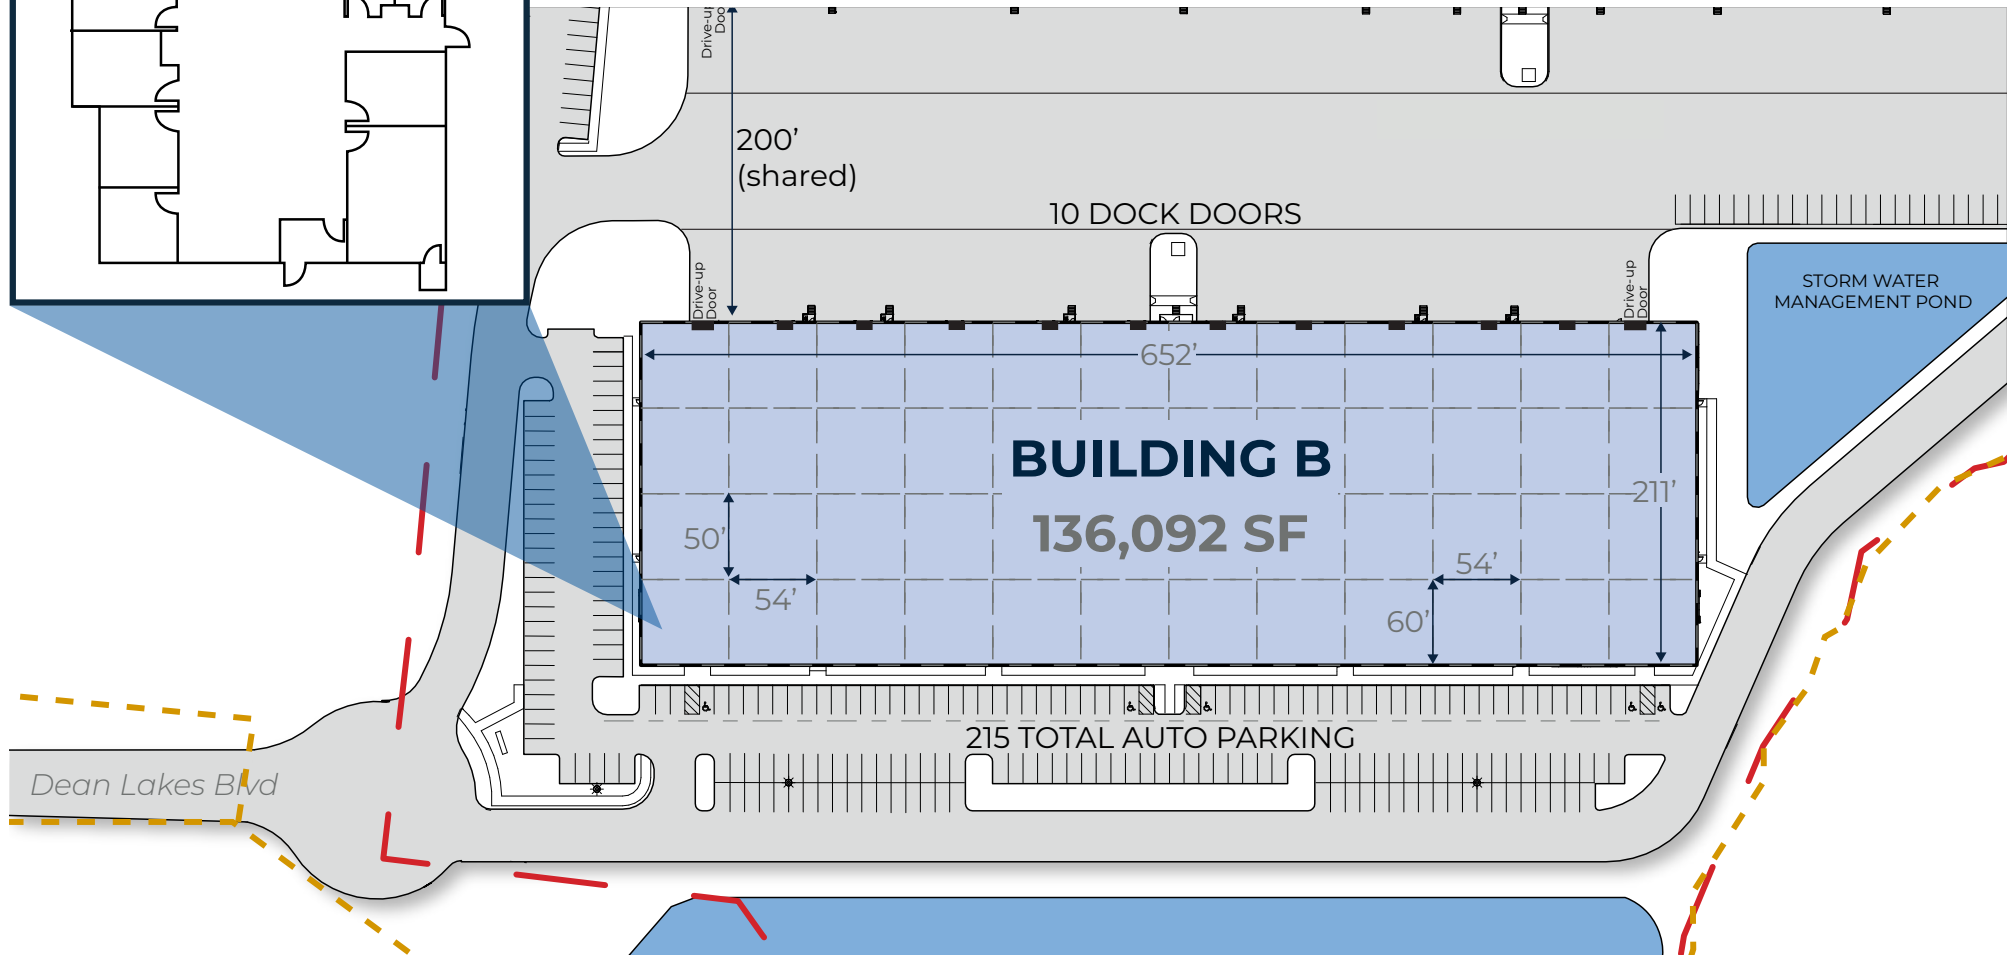 Drive-up
Door
200’
(shared)
10 DOCK DOORS
Drive-up
Door
Drive-up
Door
STORM WATER
MANAGEMENT POND
652’
BUILDING B
211’
136,092 SF
50’
54’
54’
60’
215 TOTAL AUTO PARKING
Dean Lakes Blvd